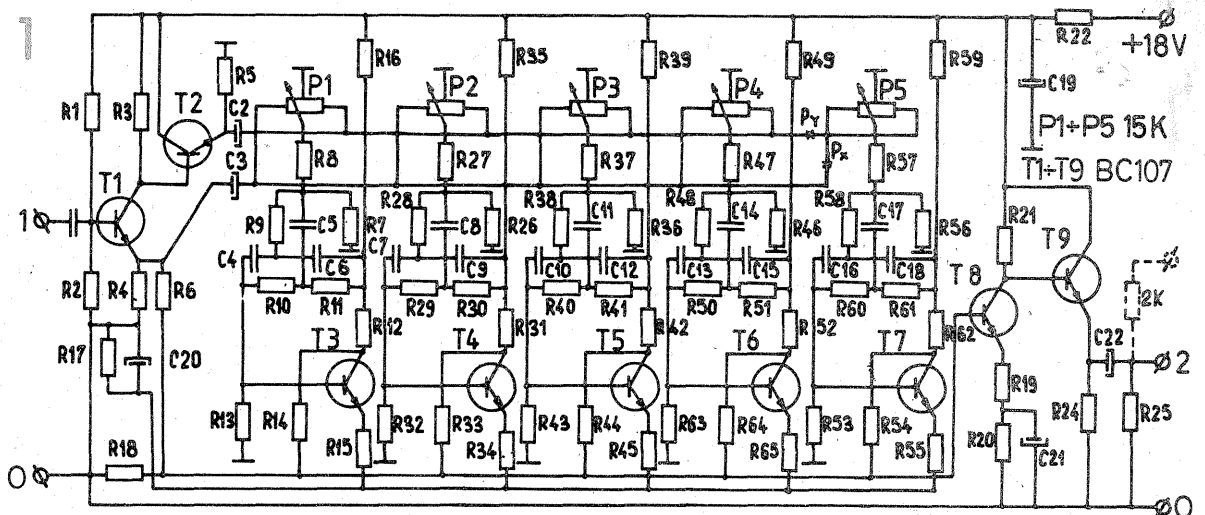 1
R1
R3
T2
R5
C2
P1
R16
P2
R35
P3
R39
P4
R49
P5
R59
R22
+18V
C19
P1÷P5 15K
T1÷T9 BC107
PY
PX
C3
R8
R27
R37
R47
R57
T1
1
R9
C5
R7
R28
C8
R26
R38
C11
R36
R48
C14
R46
R58
C17
R56
R21
T9
C4
C6
C7
C9
C10
C12
C13
C15
C16
C18
T8
2K
R2
R4
R6
R10
R11
R29
R30
R40
R41
R50
R51
R60
R61
R12
R31
R42
R52
R62
R17
C20
T3
T4
T5
T6
T7
C22
2
R19
R13
R14
R15
R32
R33
R34
R43
R44
R45
R63
R64
R65
R53
R54
R55
R20
C21
R24
R25
R18
0
0